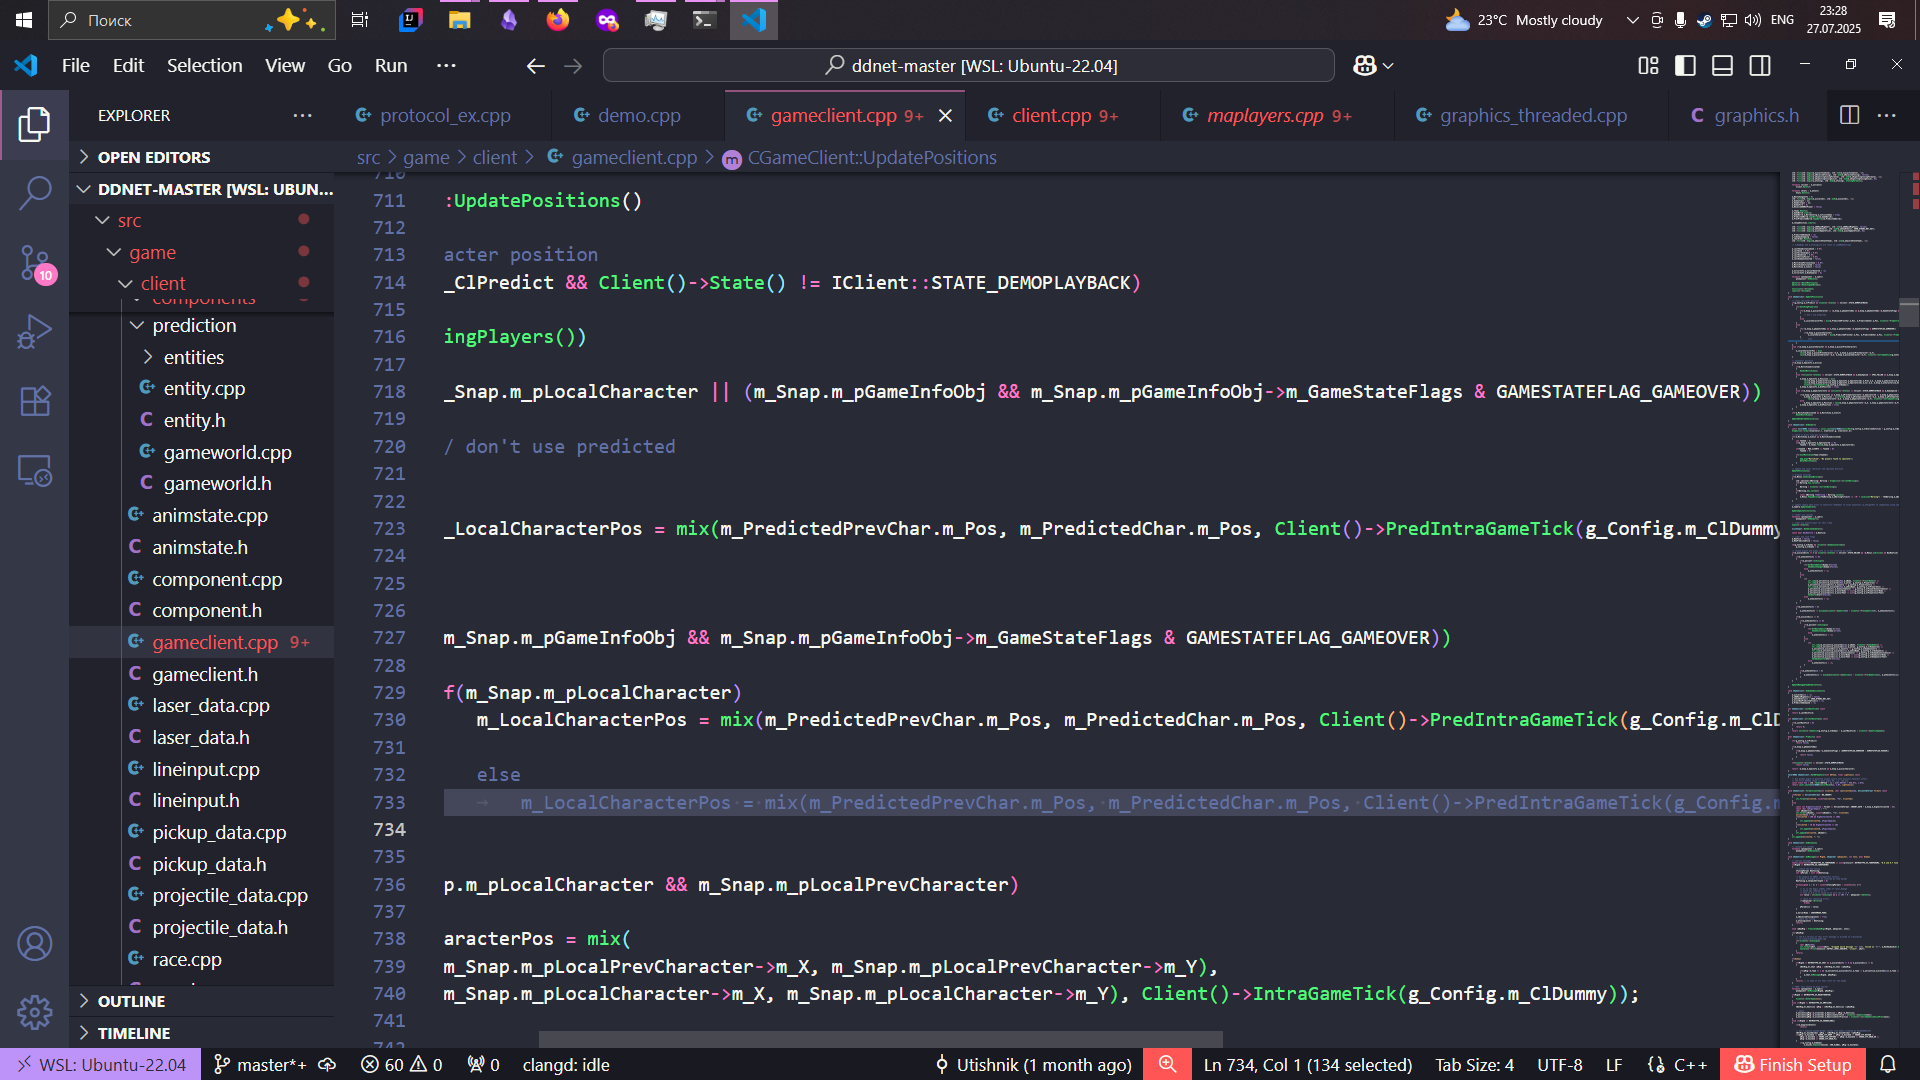 Поиск
23°C Mostly cloudy
ENG
23:28
27.07.2025
File Edit Selection View Go Run ···
ddnet-master [WSL: Ubuntu-22.04]
EXPLORER
protocol_ex.cpp
demo.cpp
gameclient.cpp 9+
client.cpp 9+
maplayers.cpp 9+
graphics_threaded.cpp
C graphics.h
OPEN EDITORS
DDNET-MASTER [WSL: UBUN...
src > game > client > gameclient.cpp > CGameClient::UpdatePositions
src
game
client
components
prediction
entities
entity.cpp
C entity.h
gameworld.cpp
C gameworld.h
animstate.cpp
C animstate.h
component.cpp
C component.h
gameclient.cpp 9+
C gameclient.h
laser_data.cpp
C laser_data.h
lineinput.cpp
C lineinput.h
pickup_data.cpp
C pickup_data.h
projectile_data.cpp
C projectile_data.h
race.cpp
OUTLINE
TIMELINE
10
710
711 :UpdatePositions()
712
713 acter position
714 _ClPredict && Client()->State() != IClient::STATE_DEMOPLAYBACK)
715
716 ingPlayers())
717
718 _Snap.m_pLocalCharacter || (m_Snap.m_pGameInfoObj && m_Snap.m_pGameInfoObj->m_GameStateFlags & GAMESTATEFLAG_GAMEOVER))
719
720 / don't use predicted
721
722
723 _LocalCharacterPos = mix(m_PredictedPrevChar.m_Pos, m_PredictedChar.m_Pos, Client()->PredIntraGameTick(g_Config.m_ClDummy
724
725
726
727 m_Snap.m_pGameInfoObj && m_Snap.m_pGameInfoObj->m_GameStateFlags & GAMESTATEFLAG_GAMEOVER))
728
729 f(m_Snap.m_pLocalCharacter)
730 m_LocalCharacterPos = mix(m_PredictedPrevChar.m_Pos, m_PredictedChar.m_Pos, Client()->PredIntraGameTick(g_Config.m_ClD
731
732 else
733 → m_LocalCharacterPos = mix(m_PredictedPrevChar.m_Pos, m_PredictedChar.m_Pos, Client()->PredIntraGameTick(g_Config.m
734
735
736 p.m_pLocalCharacter && m_Snap.m_pLocalPrevCharacter)
737
738 aracterPos = mix(
739 m_Snap.m_pLocalPrevCharacter->m_X, m_Snap.m_pLocalPrevCharacter->m_Y),
740 m_Snap.m_pLocalCharacter->m_X, m_Snap.m_pLocalCharacter->m_Y), Client()->IntraGameTick(g_Config.m_ClDummy));
741
742
WSL: Ubuntu-22.04 master*+ 60 0 0 clangd: idle Utishnik (1 month ago) Ln 734, Col 1 (134 selected) Tab Size: 4 UTF-8 LF {} C++ Finish Setup